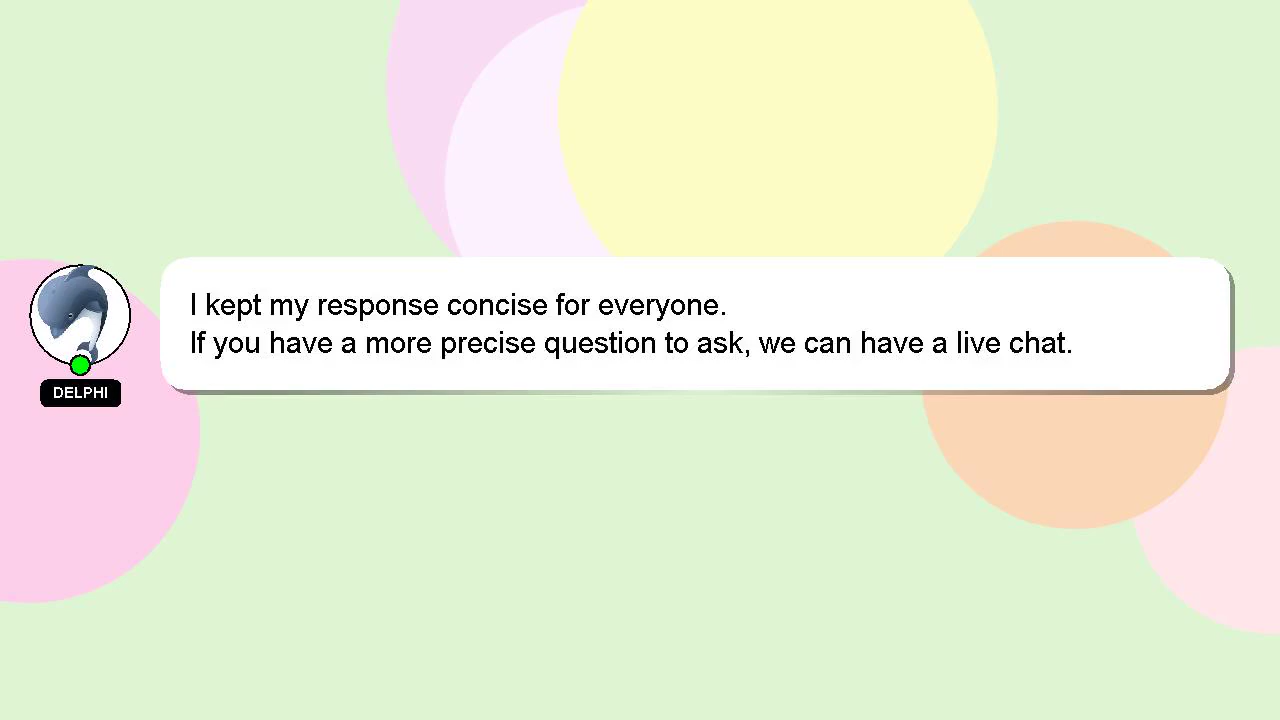 I kept my response concise for everyone.
If you have a more precise question to ask, we can have a live chat.
DELPHI